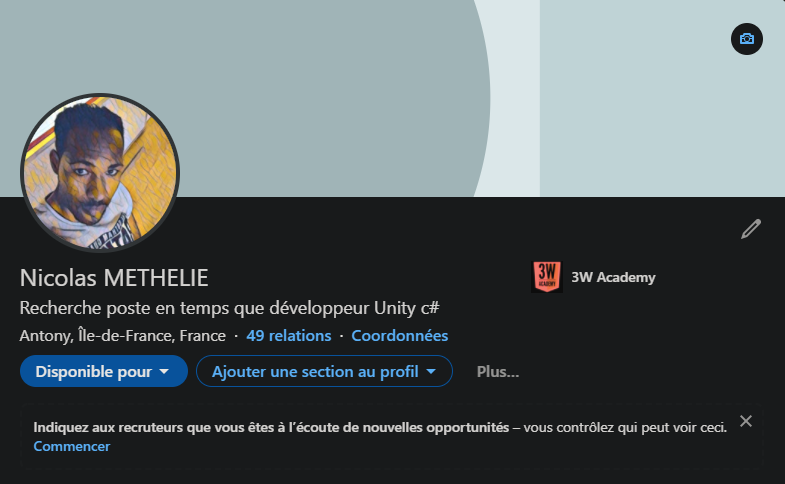 Nicolas METHELIE
3W ACADEMY
3W Academy
Recherche poste en temps que développeur Unity c#
Antony, Île-de-France, France · 49 relations · Coordonnées
Disponible pour
Ajouter une section au profil
Plus...
Indiquez aux recruteurs que vous êtes à l'écoute de nouvelles opportunités – vous contrôlez qui peut voir ceci.
Commencer